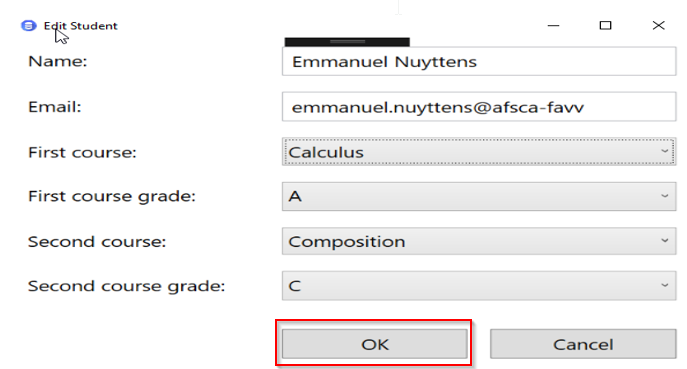 Edit Student
Name: Emmanuel Nuyttens
Email: emmanuel.nuyttens@afsca-favv
First course: Calculus
First course grade: A
Second course: Composition
Second course grade: C
OK Cancel